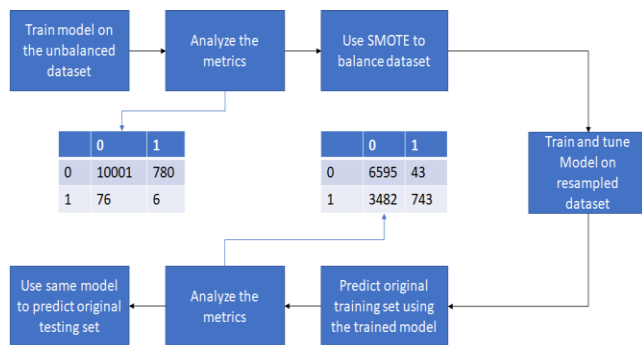 Train model on
the unbalanced
dataset
Analyze the
metrics
Use SMOTE to
balance dataset
0 1
0 10001 780
1 76 6
0 1
0 6595 43
1 3482 743
Train and tune
Model on
resampled
dataset
Use same model
to predict original
testing set
Analyze the
metrics
Predict original
training set using
the trained model